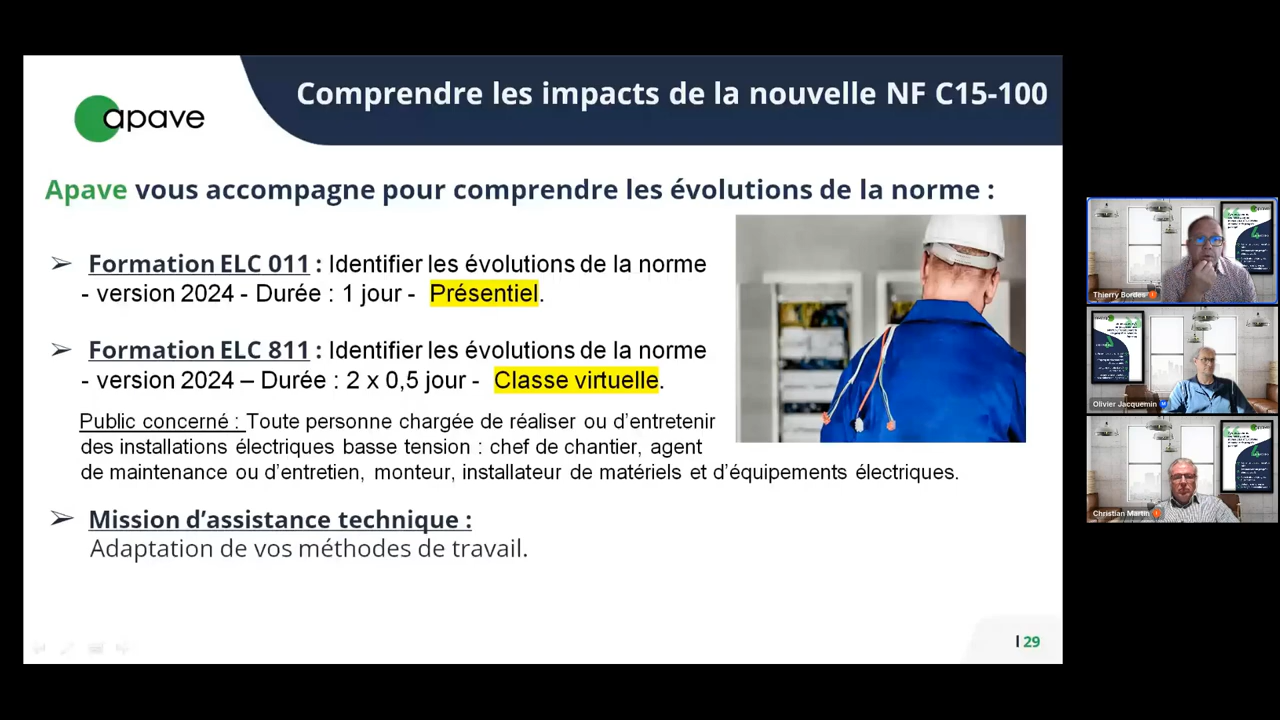 Comprendre les impacts de la nouvelle NF C15-100
apave
Apave vous accompagne pour comprendre les évolutions de la norme :
➢ Formation ELC 011 : Identifier les évolutions de la norme
- version 2024 - Durée : 1 jour - Présentiel.
➢ Formation ELC 811 : Identifier les évolutions de la norme
- version 2024 – Durée : 2 x 0,5 jour - Classe virtuelle.
Public concerné : Toute personne chargée de réaliser ou d’entretenir
des installations électriques basse tension : chef de chantier, agent
de maintenance ou d’entretien, monteur, installateur de matériels et d’équipements électriques.
➢ Mission d’assistance technique :
Adaptation de vos méthodes de travail.
| 29
Thierry Bordes
Olivier Jacquemin
Christian Martin